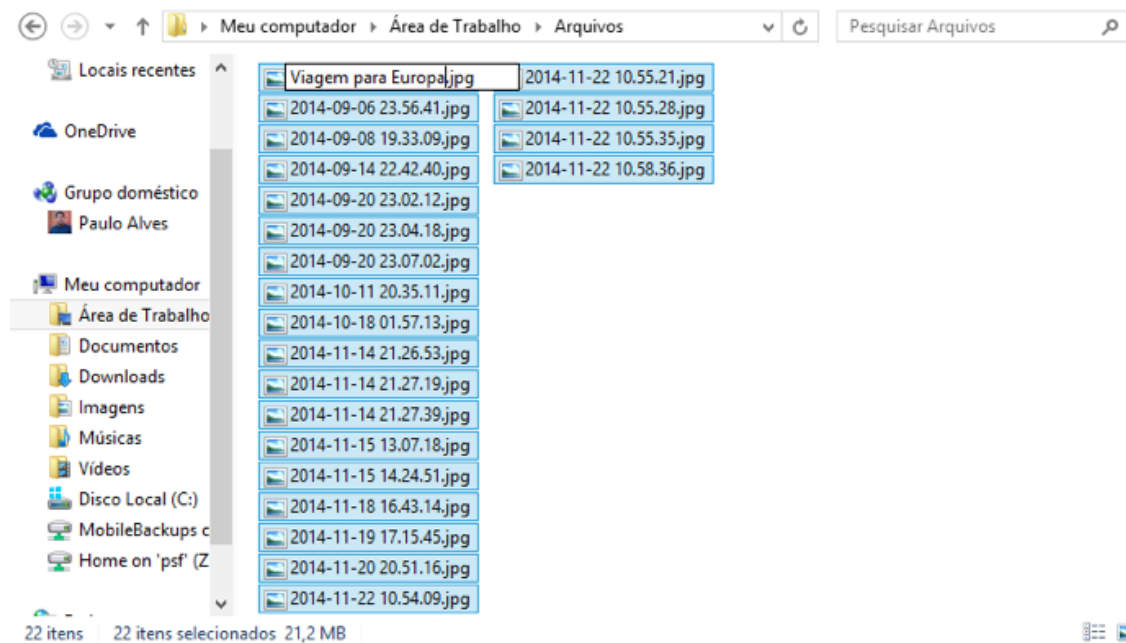 Meu computador Área de Trabalho Arquivos
Pesquisar Arquivos
Locais recentes
OneDrive
Grupo doméstico
Paulo Alves
Meu computador
Área de Trabalho
Documentos
Downloads
Imagens
Músicas
Vídeos
Disco Local (C:)
MobileBackups c
Home on 'psf' (Z
Viagem para Europa.jpg
2014-09-06 23.56.41.jpg
2014-09-08 19.33.09.jpg
2014-09-14 22.42.40.jpg
2014-09-20 23.02.12.jpg
2014-09-20 23.04.18.jpg
2014-09-20 23.07.02.jpg
2014-10-11 20.35.11.jpg
2014-10-18 01.57.13.jpg
2014-11-14 21.26.53.jpg
2014-11-14 21.27.19.jpg
2014-11-14 21.27.39.jpg
2014-11-15 13.07.18.jpg
2014-11-15 14.24.51.jpg
2014-11-18 16.43.14.jpg
2014-11-19 17.15.45.jpg
2014-11-20 20.51.16.jpg
2014-11-22 10.54.09.jpg
2014-11-22 10.55.21.jpg
2014-11-22 10.55.28.jpg
2014-11-22 10.55.35.jpg
2014-11-22 10.58.36.jpg
22 itens 22 itens selecionados 21,2 MB